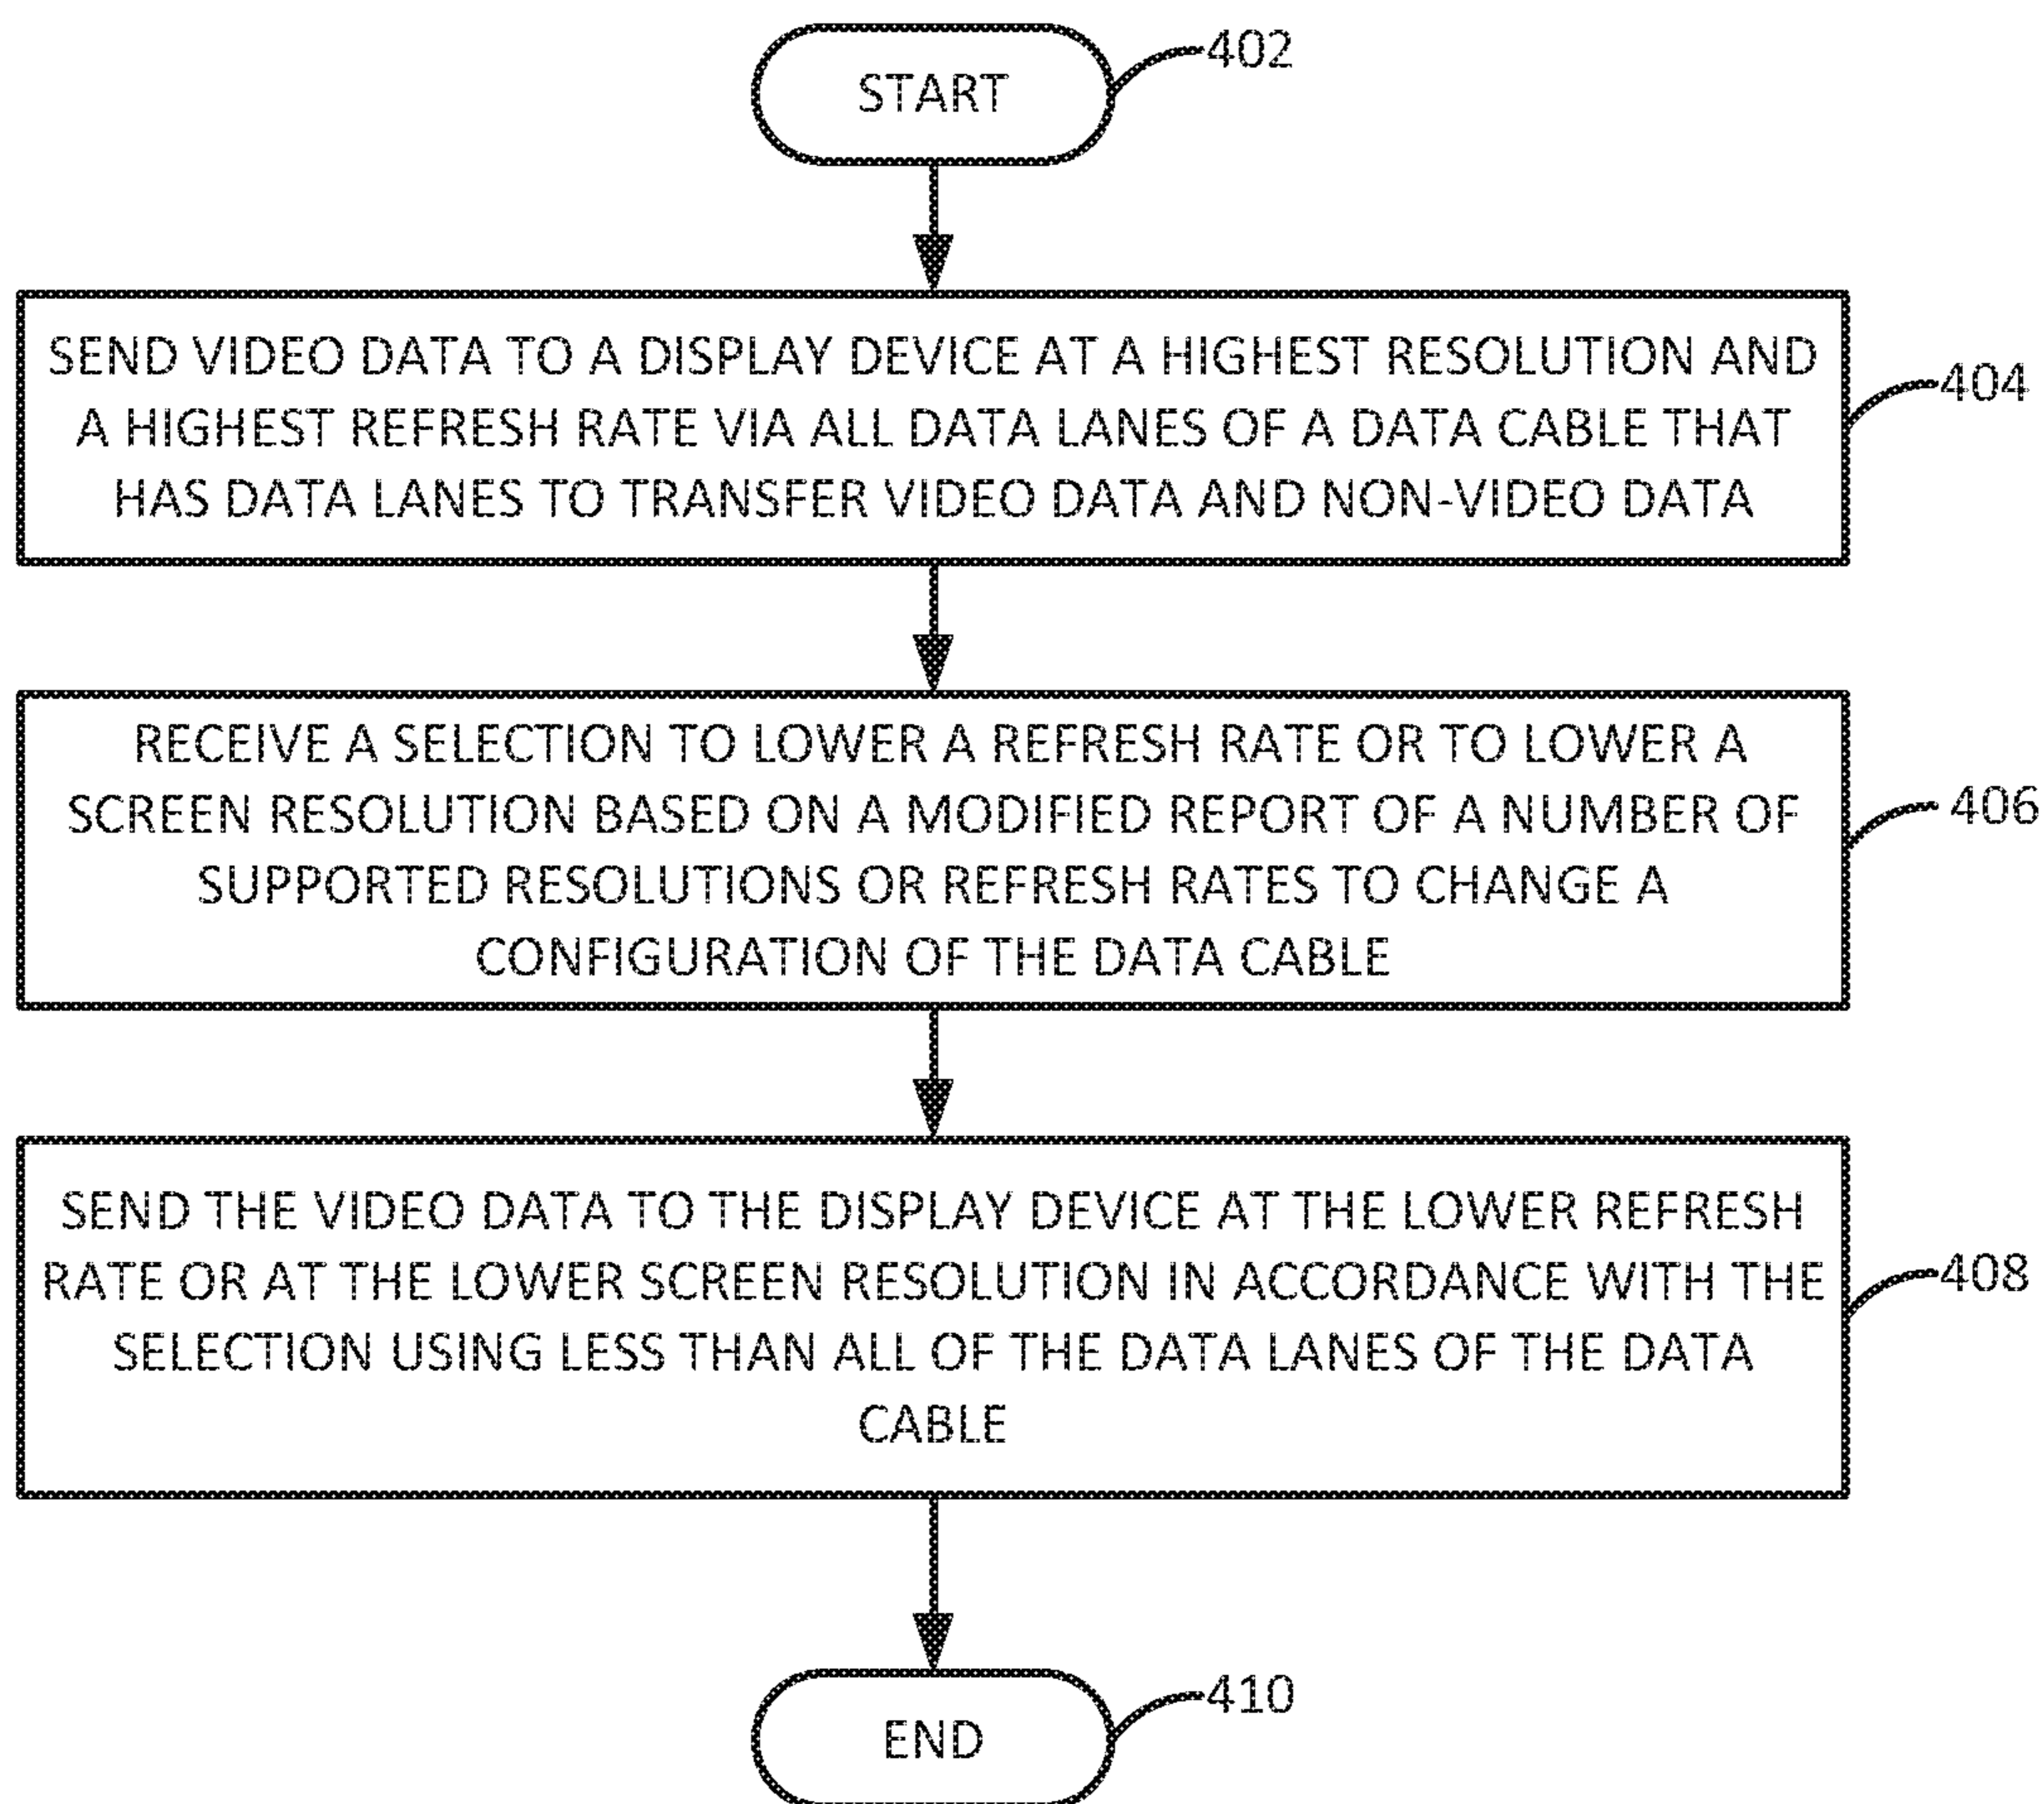 START
402
SEND VIDEO DATA TO A DISPLAY DEVICE AT A HIGHEST RESOLUTION AND
A HIGHEST REFRESH RATE VIA ALL DATA LANES OF A DATA CABLE THAT
HAS DATA LANES TO TRANSFER VIDEO DATA AND NON-VIDEO DATA
404
RECEIVE A SELECTION TO LOWER A REFRESH RATE OR TO LOWER A
SCREEN RESOLUTION BASED ON A MODIFIED REPORT OF A NUMBER OF
SUPPORTED RESOLUTIONS OR REFRESH RATES TO CHANGE A
CONFIGURATION OF THE DATA CABLE
406
SEND THE VIDEO DATA TO THE DISPLAY DEVICE AT THE LOWER REFRESH
RATE OR AT THE LOWER SCREEN RESOLUTION IN ACCORDANCE WITH THE
SELECTION USING LESS THAN ALL OF THE DATA LANES OF THE DATA
CABLE
408
END
410